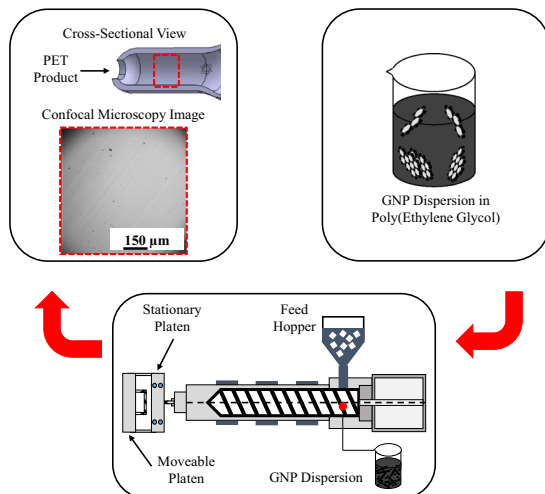 Cross-Sectional View
PET
Product
Confocal Microscopy Image
150 µm
GNP Dispersion in
Poly(Ethylene Glycol)
Stationary
Platen
Feed
Hopper
Moveable
Platen
GNP Dispersion